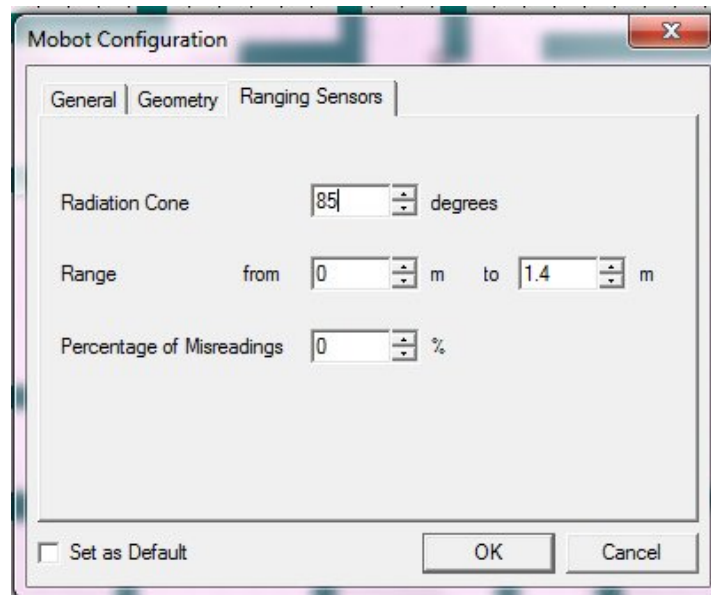 Mobot Configuration
General Geometry Ranging Sensors
Radiation Cone 85 degrees
Range from 0 m to 1.4 m
Percentage of Misreadings 0 %
Set as Default OK Cancel